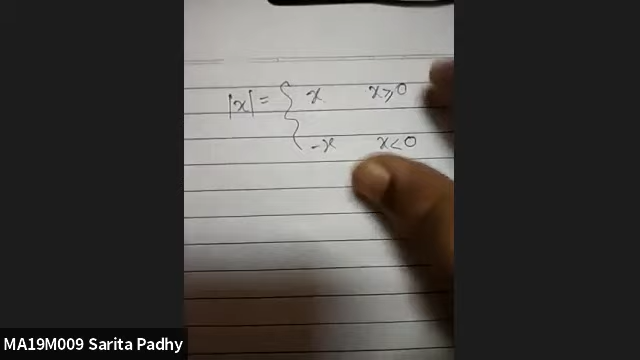 |x| = { x x ≥ 0
-x x < 0
MA19M009 Sarita Padhy